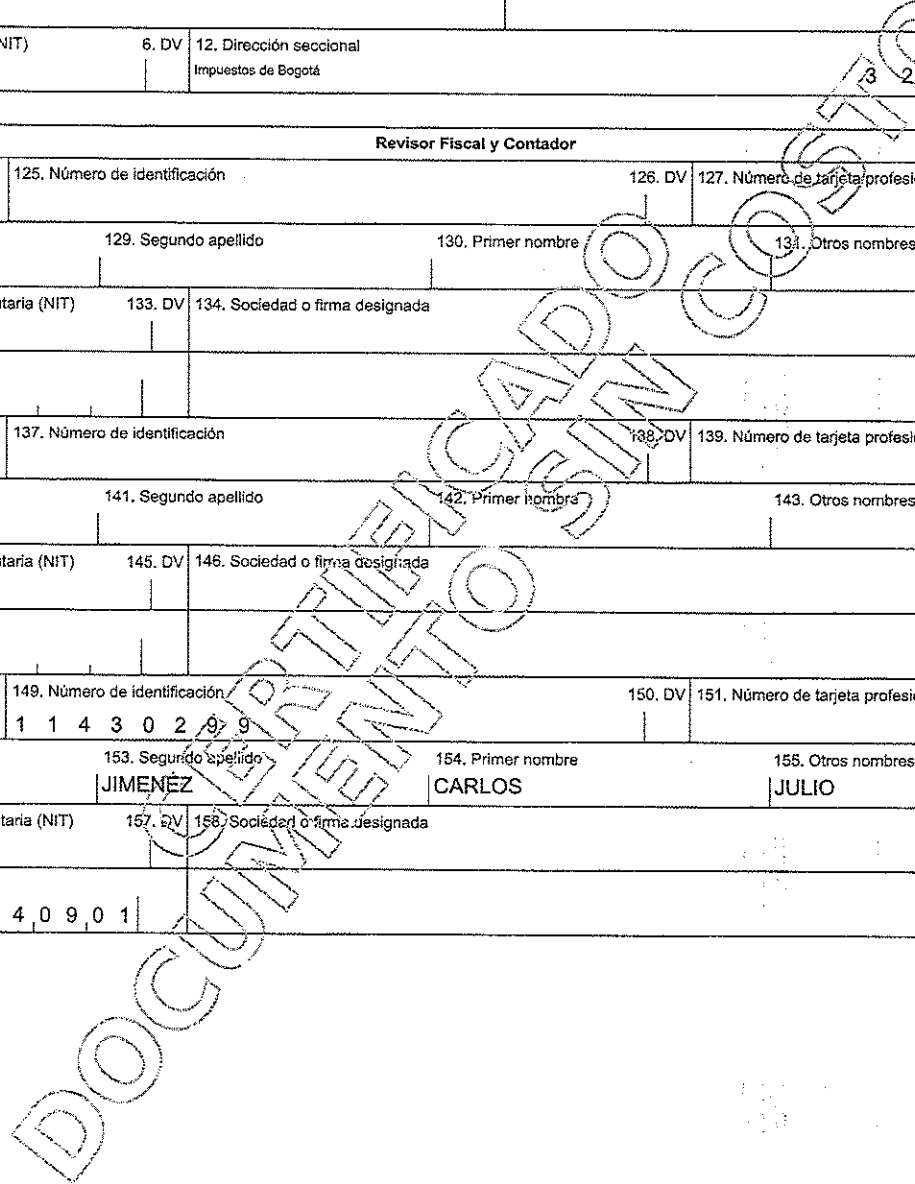 NIT) 6. DV 12. Dirección seccional
Impuestos de Bogotá 3 2
Revisor Fiscal y Contador
125. Número de identificación 126. DV 127. Número de tarjeta profesi
129. Segundo apellido 130. Primer nombre 131. Otros nombres
utaria (NIT) 133. DV 134. Sociedad o firma designada
137. Número de identificación 138. DV 139. Número de tarjeta profesi
141. Segundo apellido 142. Primer nombre 143. Otros nombres
utaria (NIT) 145. DV 146. Sociedad o firma designada
149. Número de identificación 150. DV 151. Número de tarjeta profesi
1 1 4 3 0 2 9 9
153. Segundo apellido 154. Primer nombre 155. Otros nombres
JIMENÉZ CARLOS JULIO
taria (NIT) 157. DV 158. Sociedad o firma designada
4 0 9 0 1
CERTIFICADO
DOCUMENTO SIN COSTO